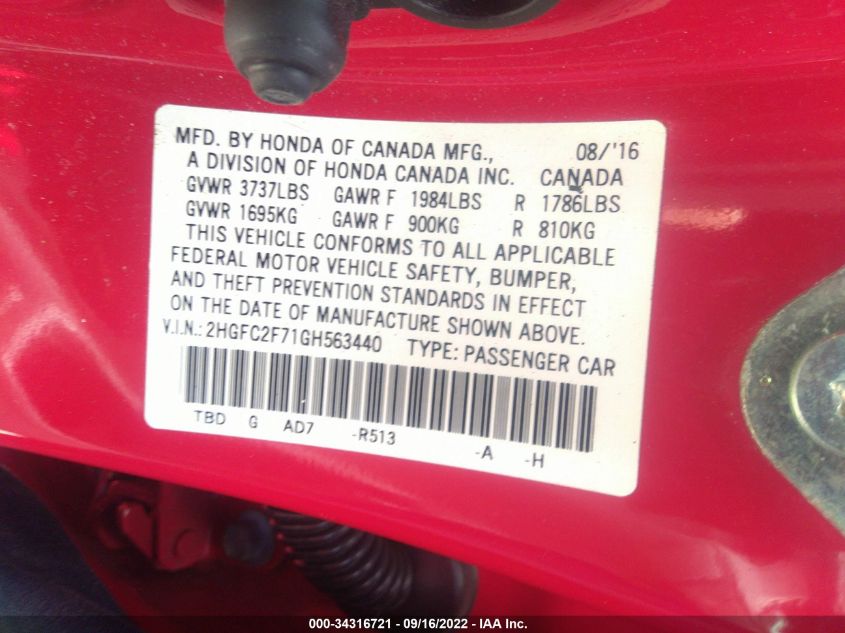 MFD. BY HONDA OF CANADA MFG., 08/'16
A DIVISION OF HONDA CANADA INC. CANADA
GVWR 3737LBS GAWR F 1984LBS R 1786LBS
GVWR 1695KG GAWR F 900KG R 810KG
THIS VEHICLE CONFORMS TO ALL APPLICABLE
FEDERAL MOTOR VEHICLE SAFETY, BUMPER,
AND THEFT PREVENTION STANDARDS IN EFFECT
ON THE DATE OF MANUFACTURE SHOWN ABOVE.
V.I.N.: 2HGFC2F71GH563440 TYPE: PASSENGER CAR
TBD G AD7 -R513 -A -H
000-34316721 - 09/16/2022 - IAA Inc.